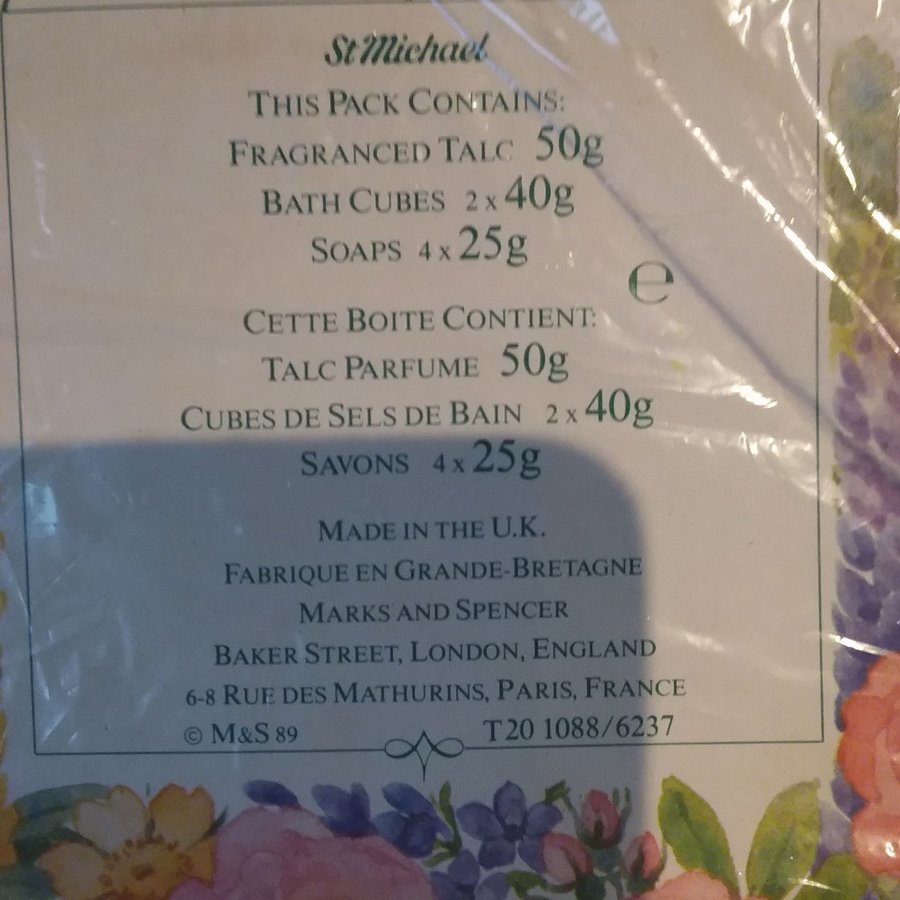 St Michael
THIS PACK CONTAINS:
FRAGRANCED TALC 50g
BATH CUBES 2 x 40g
SOAPS 4 x 25g
e
CETTE BOITE CONTIENT:
TALC PARFUME 50g
CUBES DE SELS DE BAIN 2 x 40g
SAVONS 4 x 25g
MADE IN THE U.K.
FABRIQUE EN GRANDE-BRETAGNE
MARKS AND SPENCER
BAKER STREET, LONDON, ENGLAND
6-8 RUE DES MATHURINS, PARIS, FRANCE
© M&S 89 T20 1088/6237